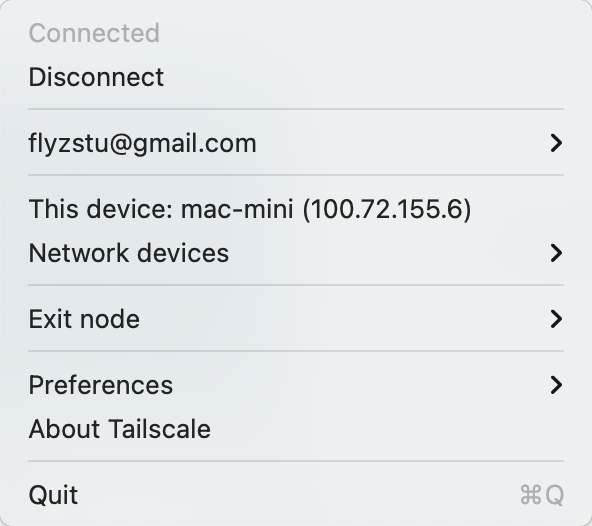 Connected
Disconnect
flyzstu@gmail.com
This device: mac-mini (100.72.155.6)
Network devices
Exit node
Preferences
About Tailscale
Quit ⌘Q